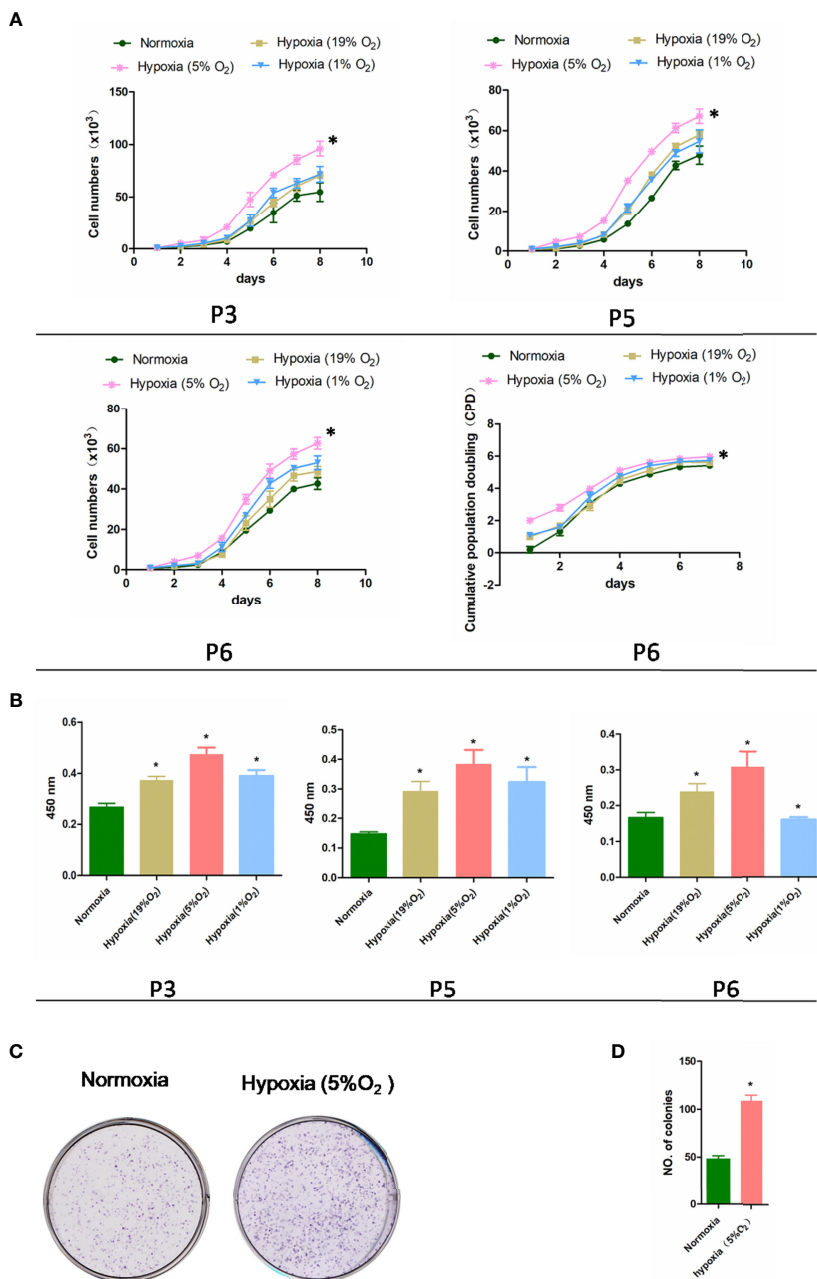 A
Normoxia
Hypoxia (19% O2)
Hypoxia (5% O2)
Hypoxia (1% O2)
150
100
50
0
Cell numbers (x10^3)
*
0 2 4 6 8 10
days
P3
Normoxia
Hypoxia (19% O2)
Hypoxia (5% O2)
Hypoxia (1% O2)
80
60
40
20
0
Cell numbers (x10^3)
*
0 2 4 6 8 10
days
P5
Normoxia
Hypoxia (19% O2)
Hypoxia (5% O2)
Hypoxia (1% O2)
80
60
40
20
0
Cell numbers (x10^3)
*
0 2 4 6 8 10
days
P6
Normoxia
Hypoxia (19% O2)
Hypoxia (5% O2)
Hypoxia (1% O2)
8
6
4
2
0
-2
Cumulative population doubling (CPD)
*
2 4 6 8
days
P6
B
0.6
0.4
0.2
0.0
450 nm
* * *
Normoxia
Hypoxia(19%O2)
Hypoxia(5%O2)
Hypoxia(1%O2)
P3
0.5
0.4
0.3
0.2
0.1
0.0
450 nm
* * *
Normoxia
Hypoxia(19%O2)
Hypoxia(5%O2)
Hypoxia(1%O2)
P5
0.4
0.3
0.2
0.1
0.0
450 nm
* * *
Normoxia
Hypoxia(19%O2)
Hypoxia(5%O2)
Hypoxia(1%O2)
P6
C
Normoxia
Hypoxia (5%O2)
D
150
100
50
0
NO. of colonies
*
Normoxia
hypoxia (5%O2)